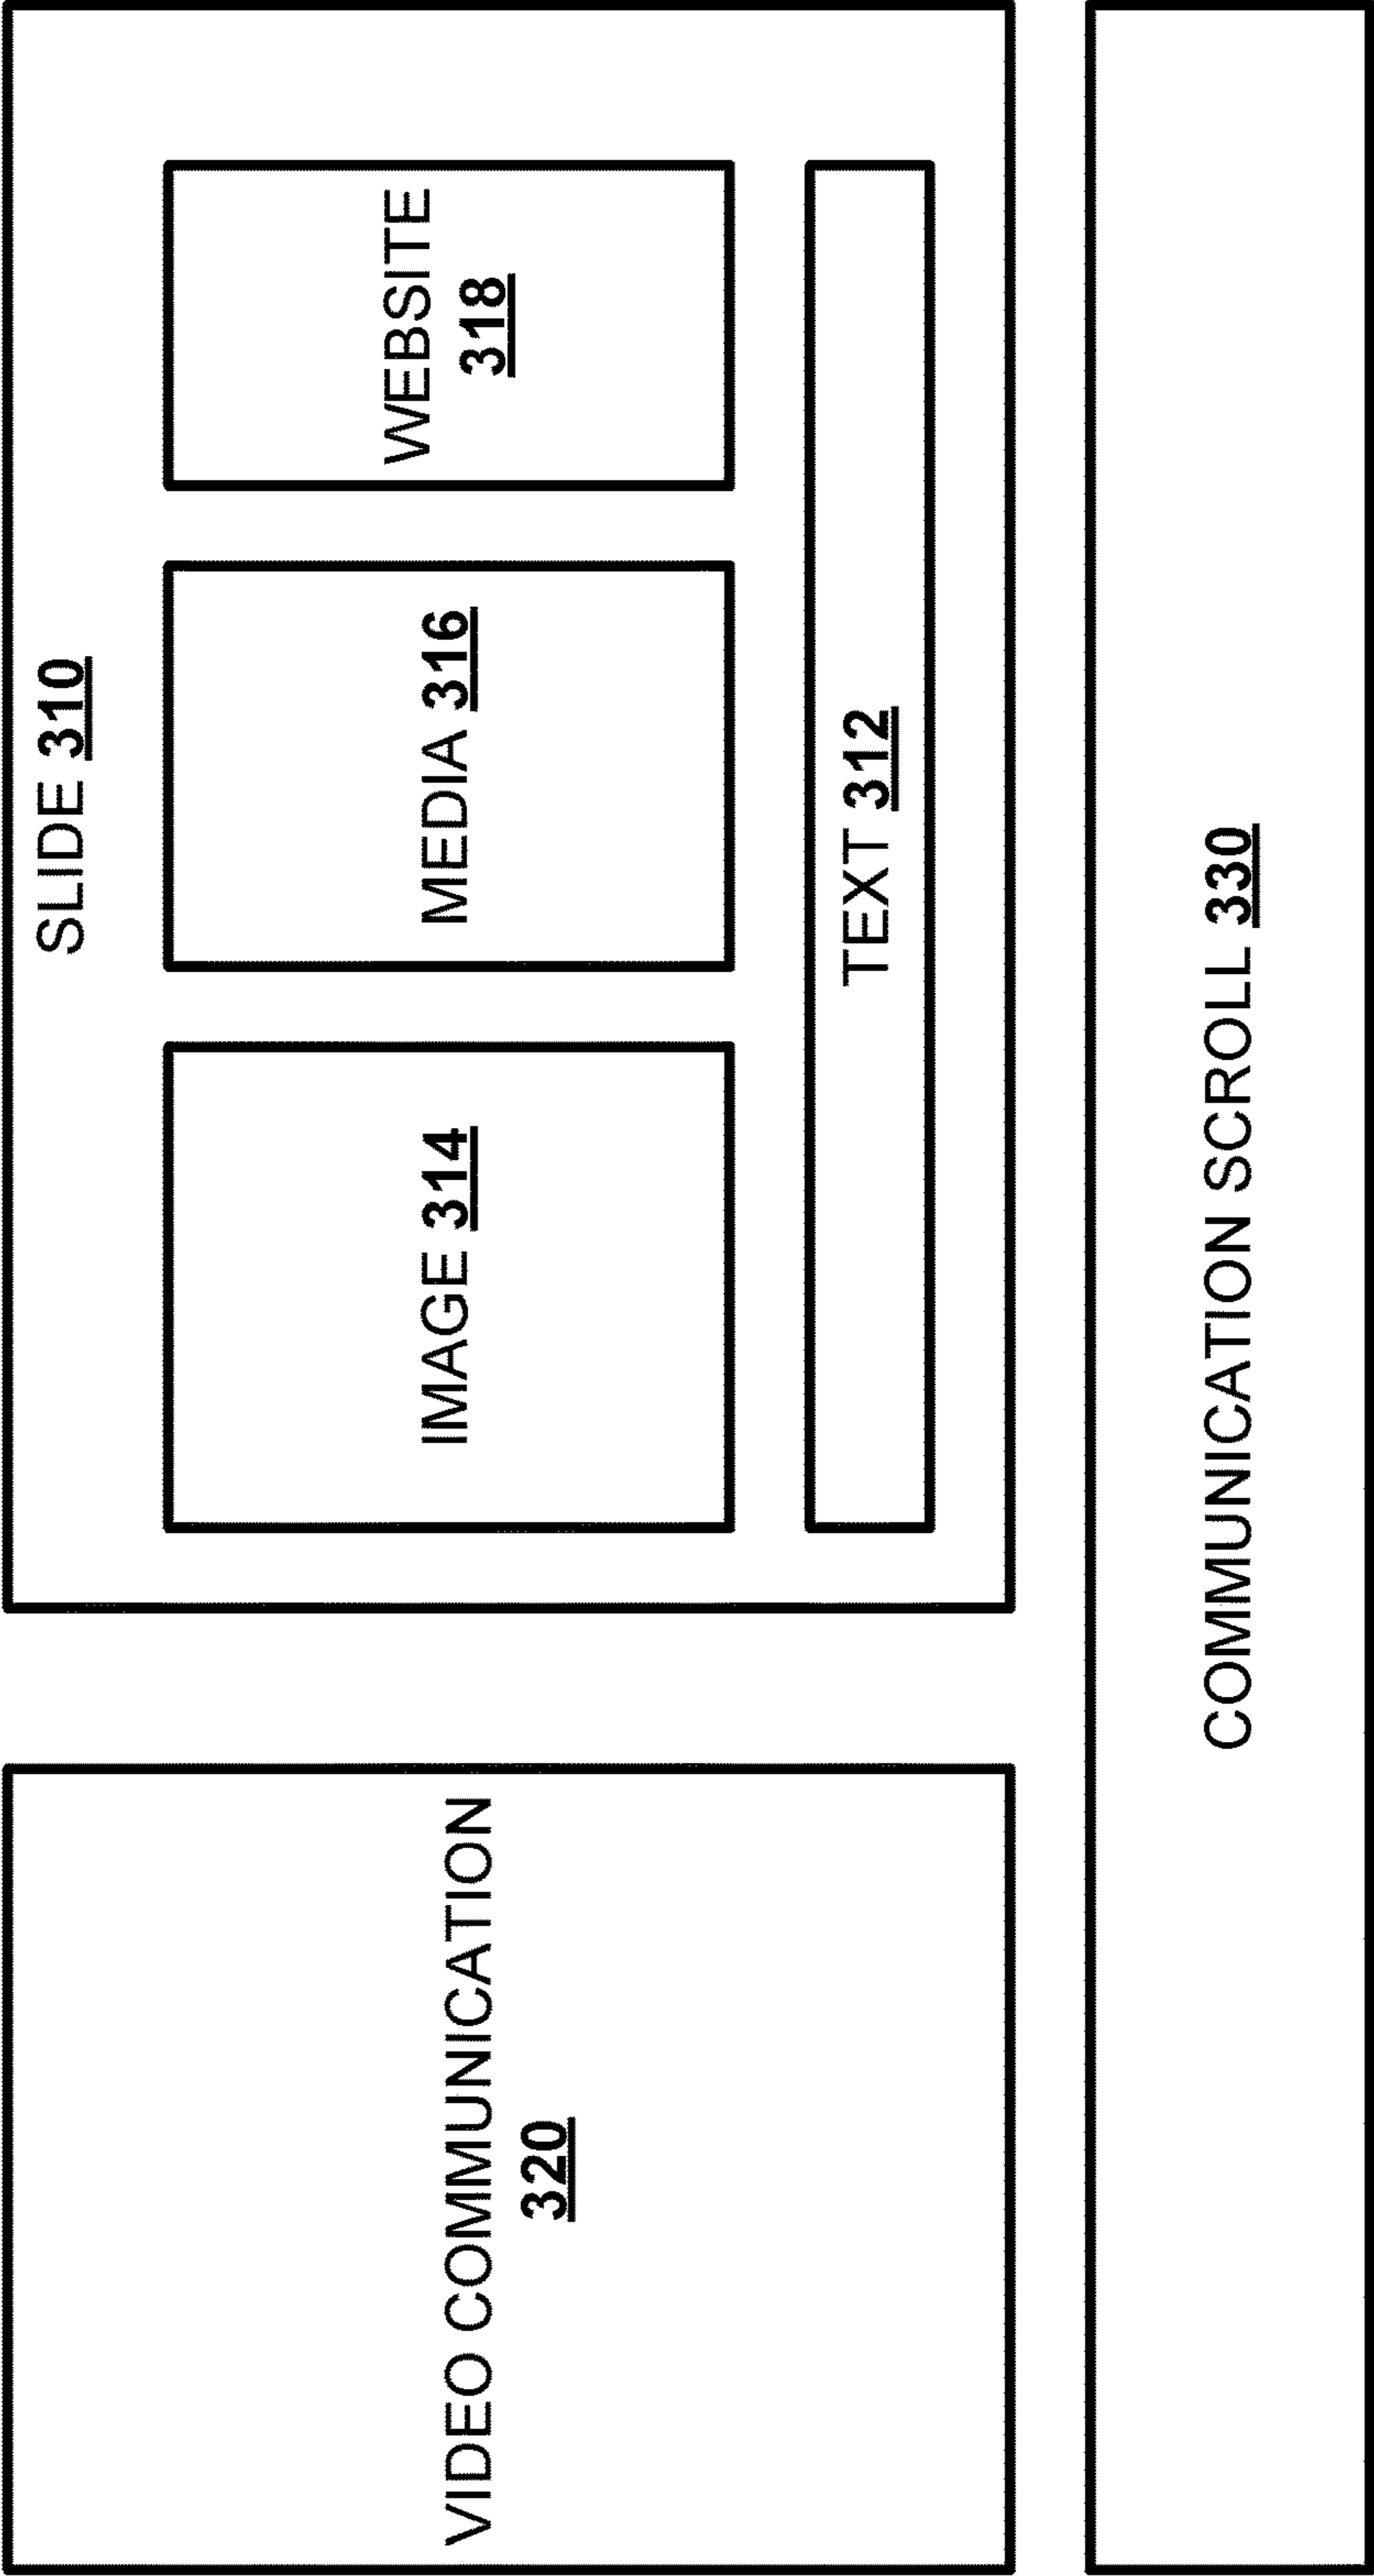 VIDEO COMMUNICATION
320
SLIDE 310
IMAGE 314
MEDIA 316
WEBSITE
318
TEXT 312
COMMUNICATION SCROLL 330